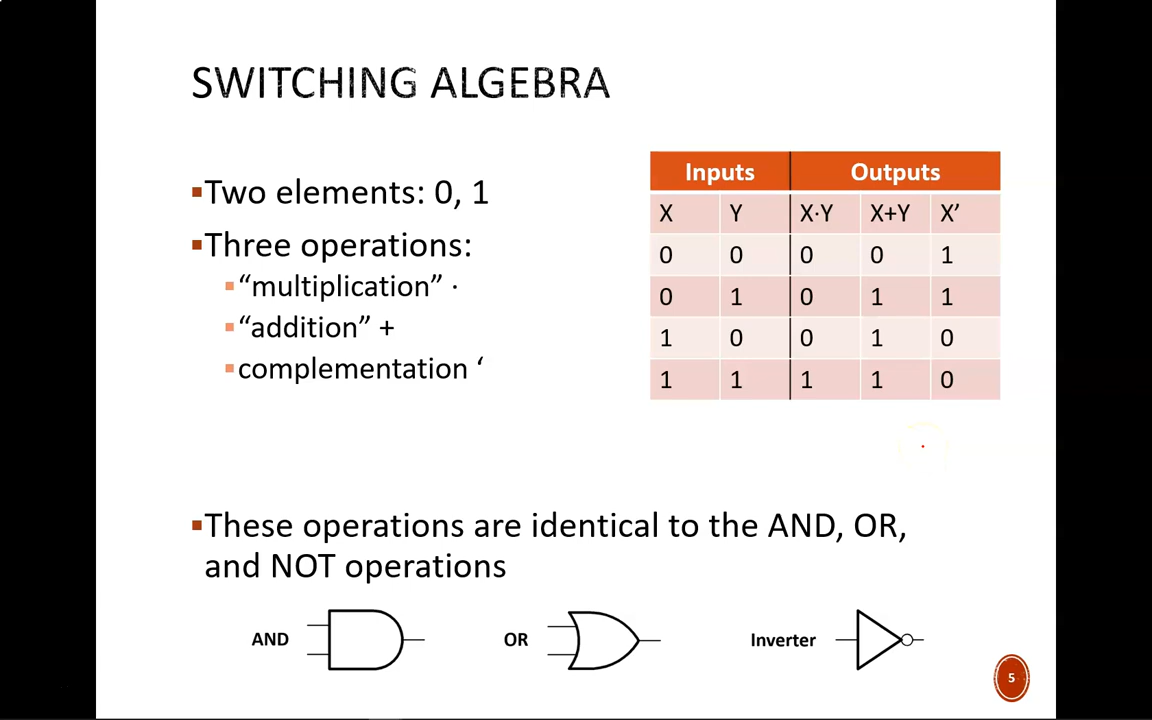 SWITCHING ALGEBRA
▪Two elements: 0, 1
▪Three operations:
▪“multiplication” ·
▪“addition” +
▪complementation ‘
Inputs Outputs
X Y X·Y X+Y X’
0 0 0 0 1
0 1 0 1 1
1 0 0 1 0
1 1 1 1 0
▪These operations are identical to the AND, OR,
and NOT operations
AND OR Inverter
5